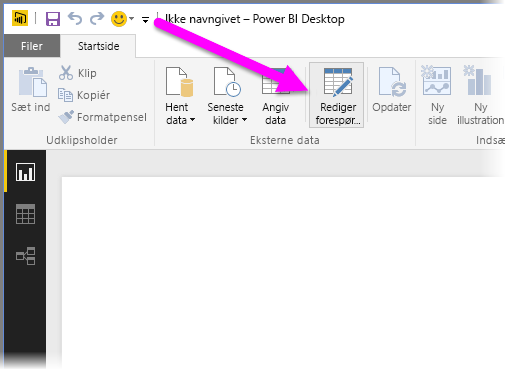 Ikke navngivet – Power BI Desktop
Filer
Startside
Sæt ind
Klip
Kopiér
Formatpensel
Udklipsholder
Hent
data
Seneste
kilder
Angiv
data
Eksterne data
Rediger
forespør...
Opdater
Ny
side
Ny
illustration
Indsæ